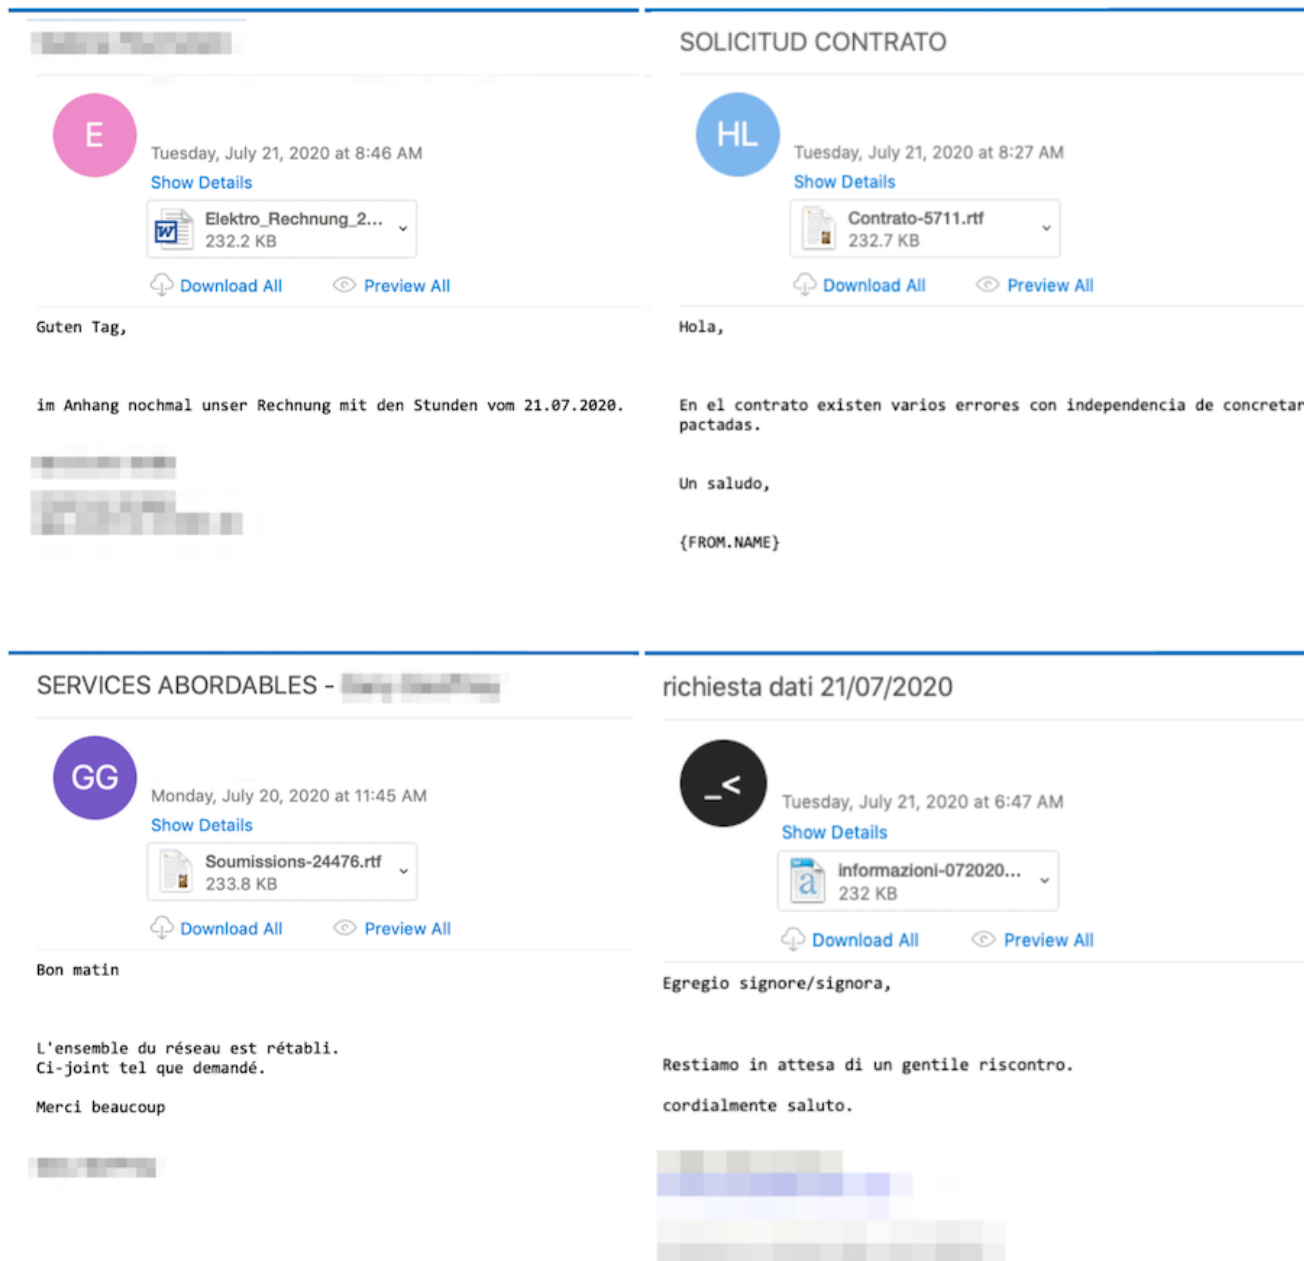 E
Tuesday, July 21, 2020 at 8:46 AM
Show Details
Elektro_Rechnung_2...
232.2 KB
Download All
Preview All
Guten Tag,
im Anhang nochmal unser Rechnung mit den Stunden vom 21.07.2020.
SOLICITUD CONTRATO
HL
Tuesday, July 21, 2020 at 8:27 AM
Show Details
Contrato-5711.rtf
232.7 KB
Download All
Preview All
Hola,
En el contrato existen varios errores con independencia de concretar
pactadas.
Un saludo,
{FROM.NAME}
SERVICES ABORDABLES -
GG
Monday, July 20, 2020 at 11:45 AM
Show Details
Soumissions-24476.rtf
233.8 KB
Download All
Preview All
Bon matin
L'ensemble du réseau est rétabli.
Ci-joint tel que demandé.
Merci beaucoup
richiesta dati 21/07/2020
_<
Tuesday, July 21, 2020 at 6:47 AM
Show Details
informazioni-072020...
232 KB
Download All
Preview All
Egregio signore/signora,
Restiamo in attesa di un gentile riscontro.
cordialmente saluto.